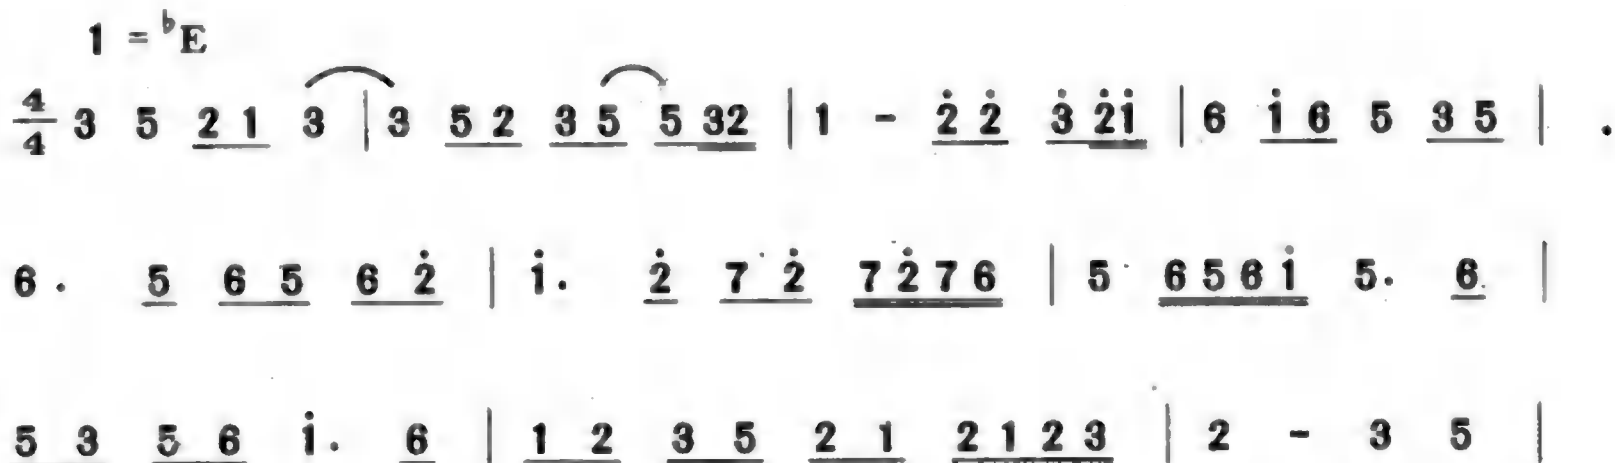 1 = ♭E
4/4 3 5 2 1 3 | 3 5 2 3 5 5 3 2 | 1 - 2̇ 2̇ 3̇ 2̇ 1̇ | 6 1̇ 6 5 3 5 |
6. 5 6 5 6 2̇ | 1̇. 2̇ 7 2̇ 7 2̇ 7 6 | 5 6 5 6 1̇ 5. 6 |
5 3 5 6 1̇. 6 | 1 2 3 5 2 1 2 1 2 3 | 2 - 3 5 |